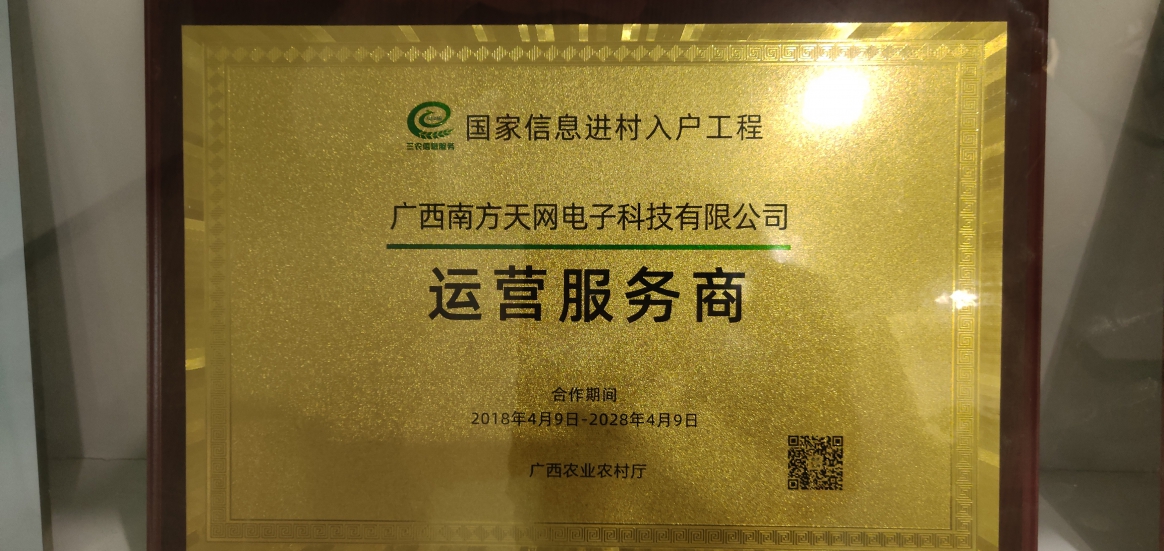 国家信息进村入户工程
三农信息服务
广西南方天网电子科技有限公司
运营服务商
合作期间
2018年4月9日-2028年4月9日
广西农业农村厅